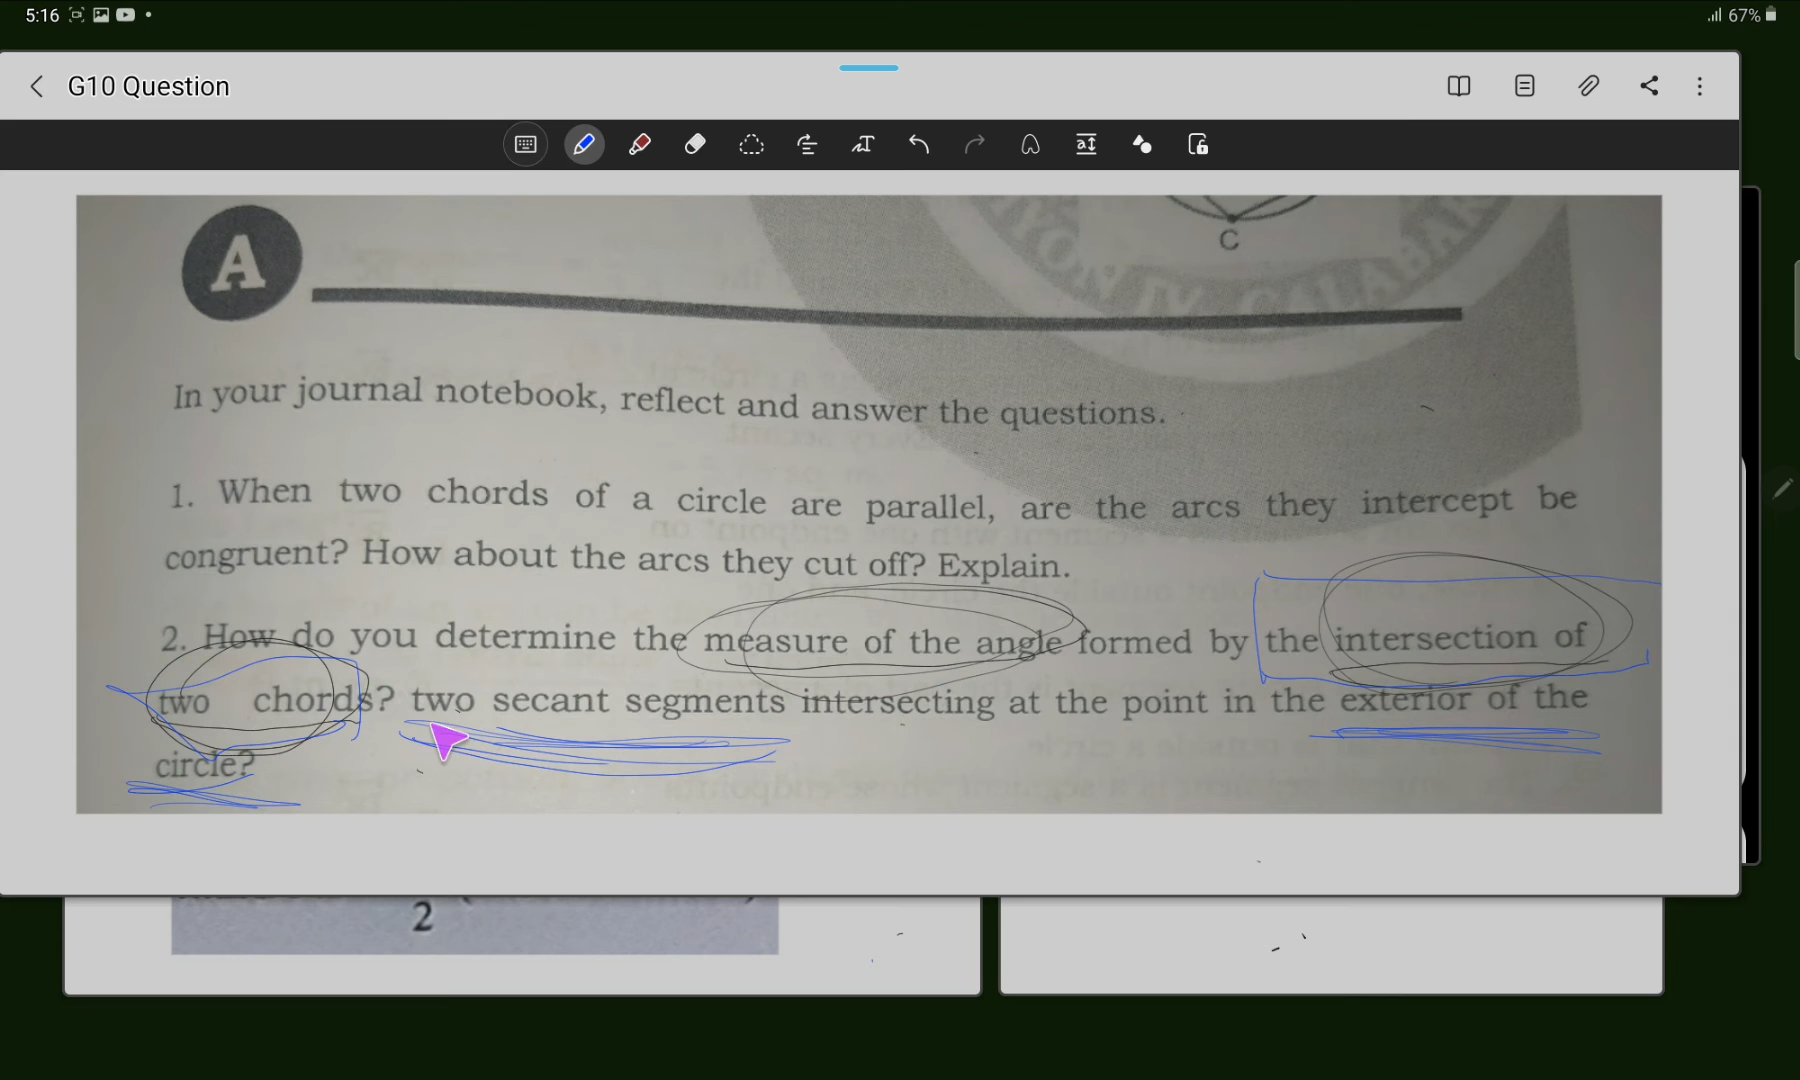 5:16
67%
G10 Question
A
C
In your journal notebook, reflect and answer the questions.
1. When two chords of a circle are parallel, are the arcs they intercept be
congruent? How about the arcs they cut off? Explain.
2. How do you determine the measure of the angle formed by the intersection of
two chords? two secant segments intersecting at the point in the exterior of the
circle?
2